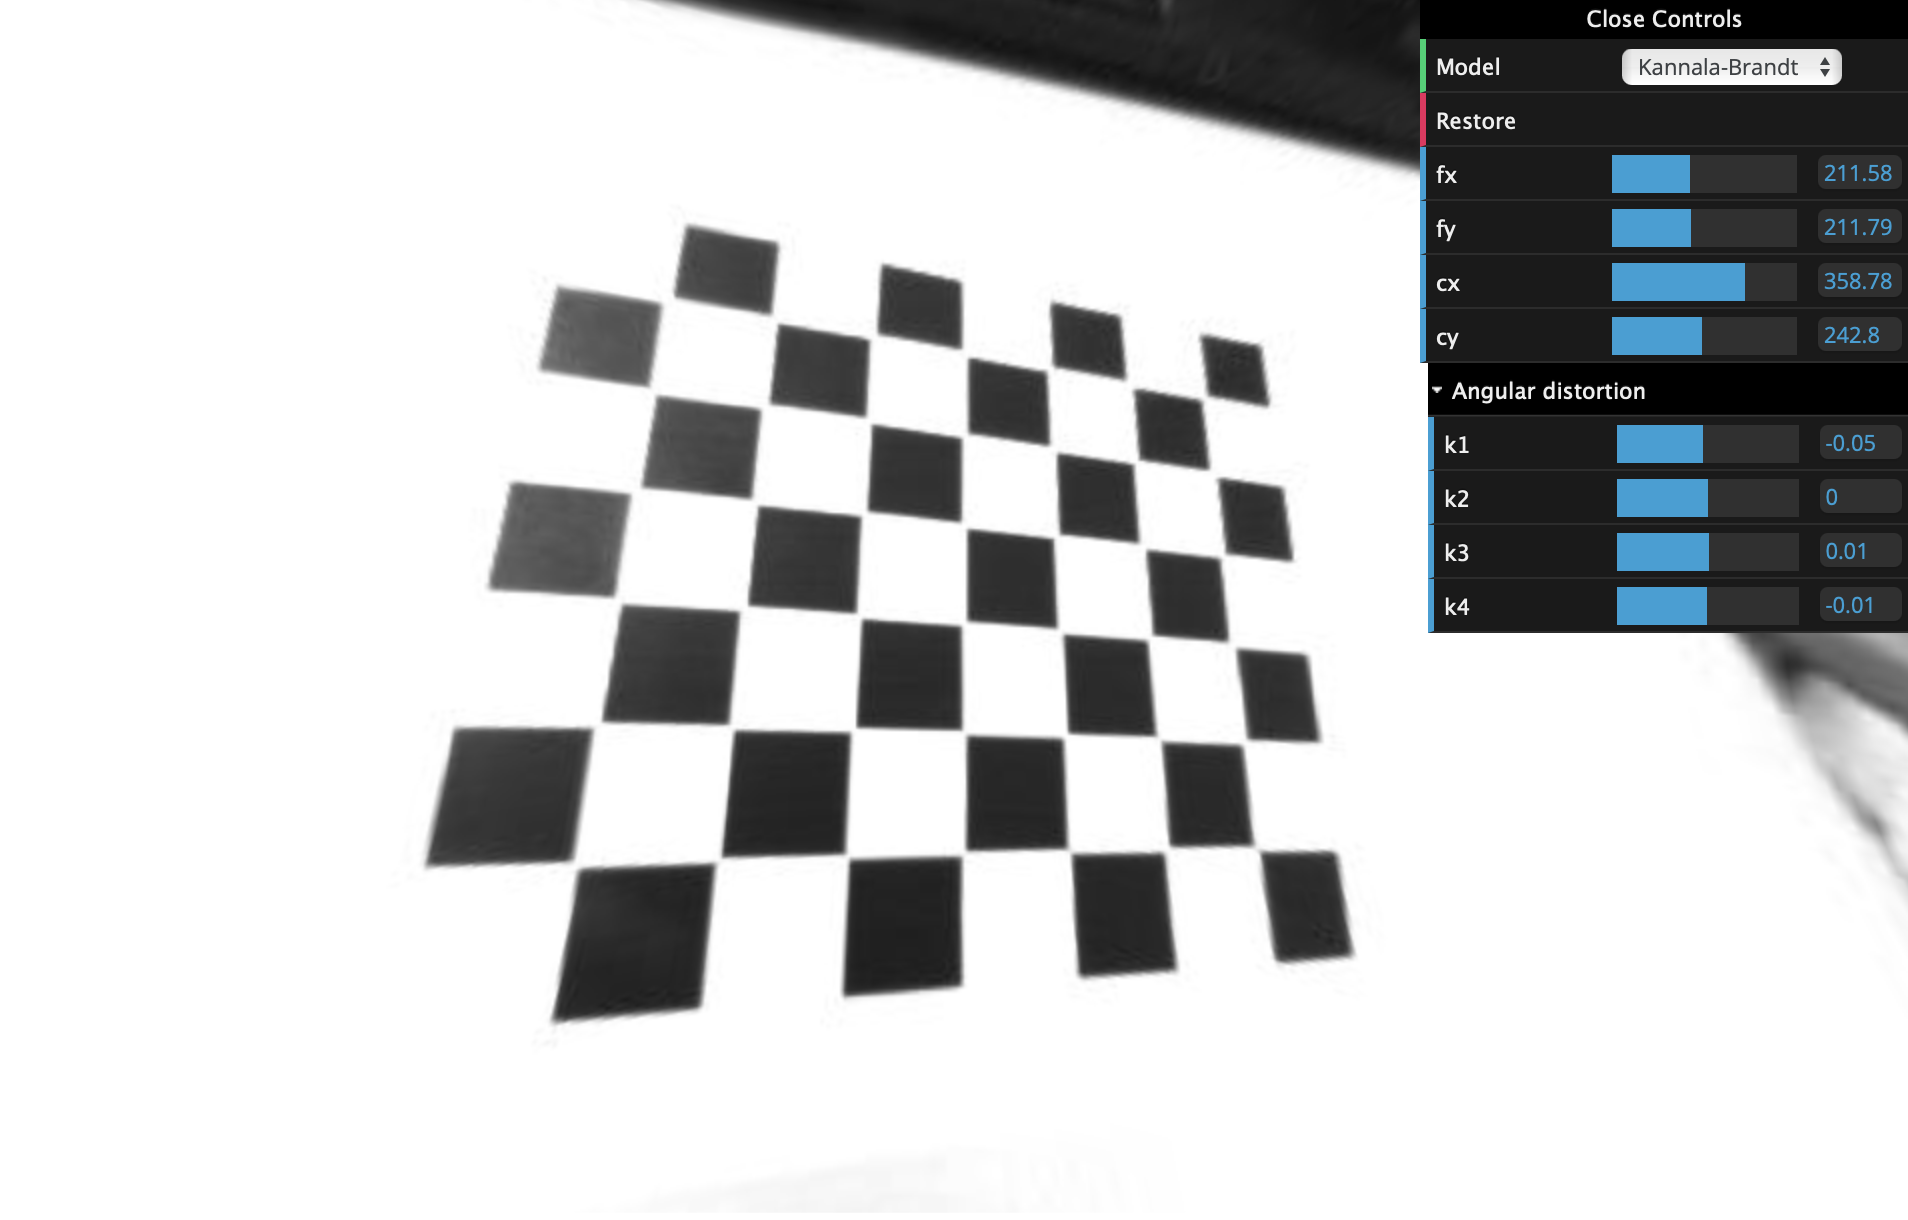 Close Controls
Model Kannala-Brandt
Restore
fx 211.58
fy 211.79
cx 358.78
cy 242.8
Angular distortion
k1 -0.05
k2 0
k3 0.01
k4 -0.01